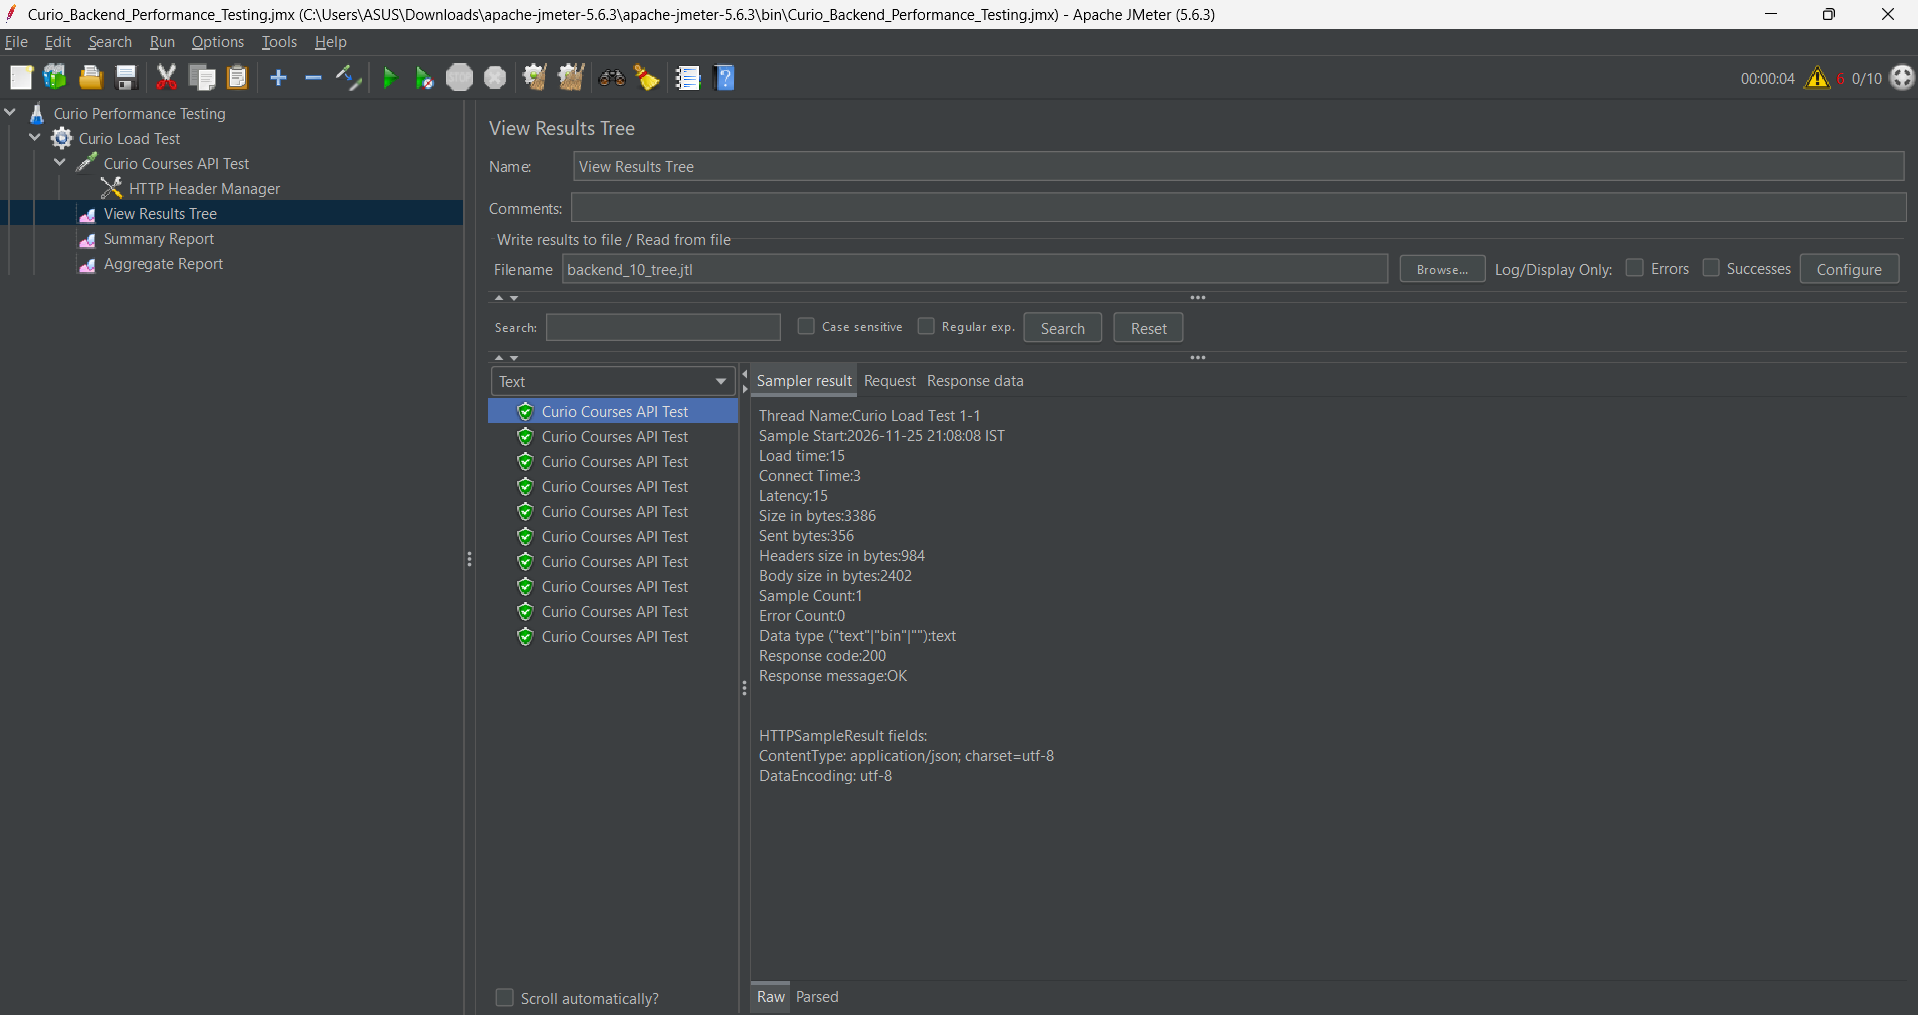 Curio_Backend_Performance_Testing.jmx (C:\Users\ASUS\Downloads\apache-jmeter-5.6.3\apache-jmeter-5.6.3\bin\Curio_Backend_Performance_Testing.jmx) - Apache JMeter (5.6.3)
File Edit Search Run Options Tools Help
STOP 00:00:04 6 0/10
Curio Performance Testing
Curio Load Test
Curio Courses API Test
HTTP Header Manager
View Results Tree
Summary Report
Aggregate Report
View Results Tree
Name: View Results Tree
Comments:
Write results to file / Read from file
Filename backend_10_tree.jtl Browse... Log/Display Only: Errors Successes Configure
Search: Case sensitive Regular exp. Search Reset
Text
Curio Courses API Test
Curio Courses API Test
Curio Courses API Test
Curio Courses API Test
Curio Courses API Test
Curio Courses API Test
Curio Courses API Test
Curio Courses API Test
Curio Courses API Test
Curio Courses API Test
Scroll automatically?
Sampler result Request Response data
Thread Name:Curio Load Test 1-1
Sample Start:2026-11-25 21:08:08 IST
Load time:15
Connect Time:3
Latency:15
Size in bytes:3386
Sent bytes:356
Headers size in bytes:984
Body size in bytes:2402
Sample Count:1
Error Count:0
Data type ("text"|"bin"|""):text
Response code:200
Response message:OK
HTTPSampleResult fields:
ContentType: application/json; charset=utf-8
DataEncoding: utf-8
Raw Parsed